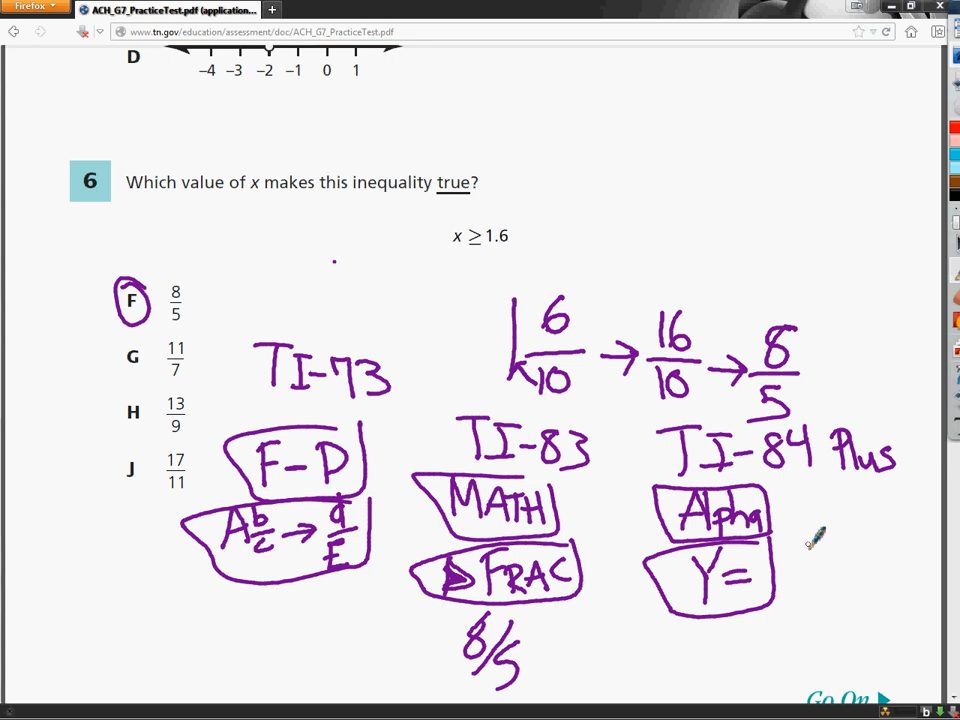 Firefox
ACH_G7_PracticeTest.pdf (application...
www.tn.gov/education/assessment/doc/ACH_G7_PracticeTest.pdf
D
–4 –3 –2 –1 0 1
6 Which value of x makes this inequality true?
x ≥ 1.6
F 8/5
G 11/7
H 13/9
J 17/11
1 6/10 → 16/10 → 8/5
TI-73
F-D
A b/c → d/E
TI-83
MATH
▶ FRAC
8/5
TI-84 Plus
Alpha
Y=
Go On ▶